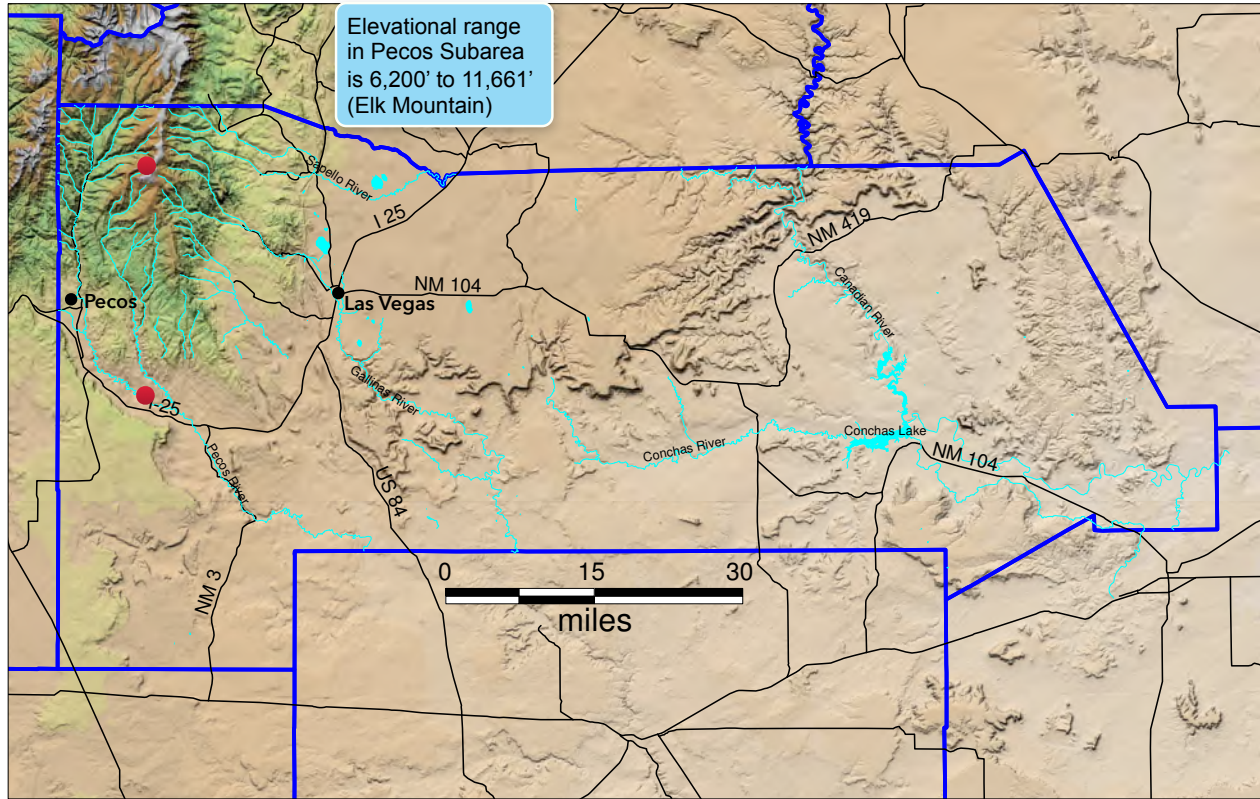 Elevational range
in Pecos Subarea
is 6,200' to 11,661'
(Elk Mountain)
Sapello River
I 25
NM 419
Pecos
Las Vegas
NM 104
Canadian River
Gallinas River
I-25
Pecos River
US 84
Conchas River
Conchas Lake
NM 104
NM 3
0 15 30
miles